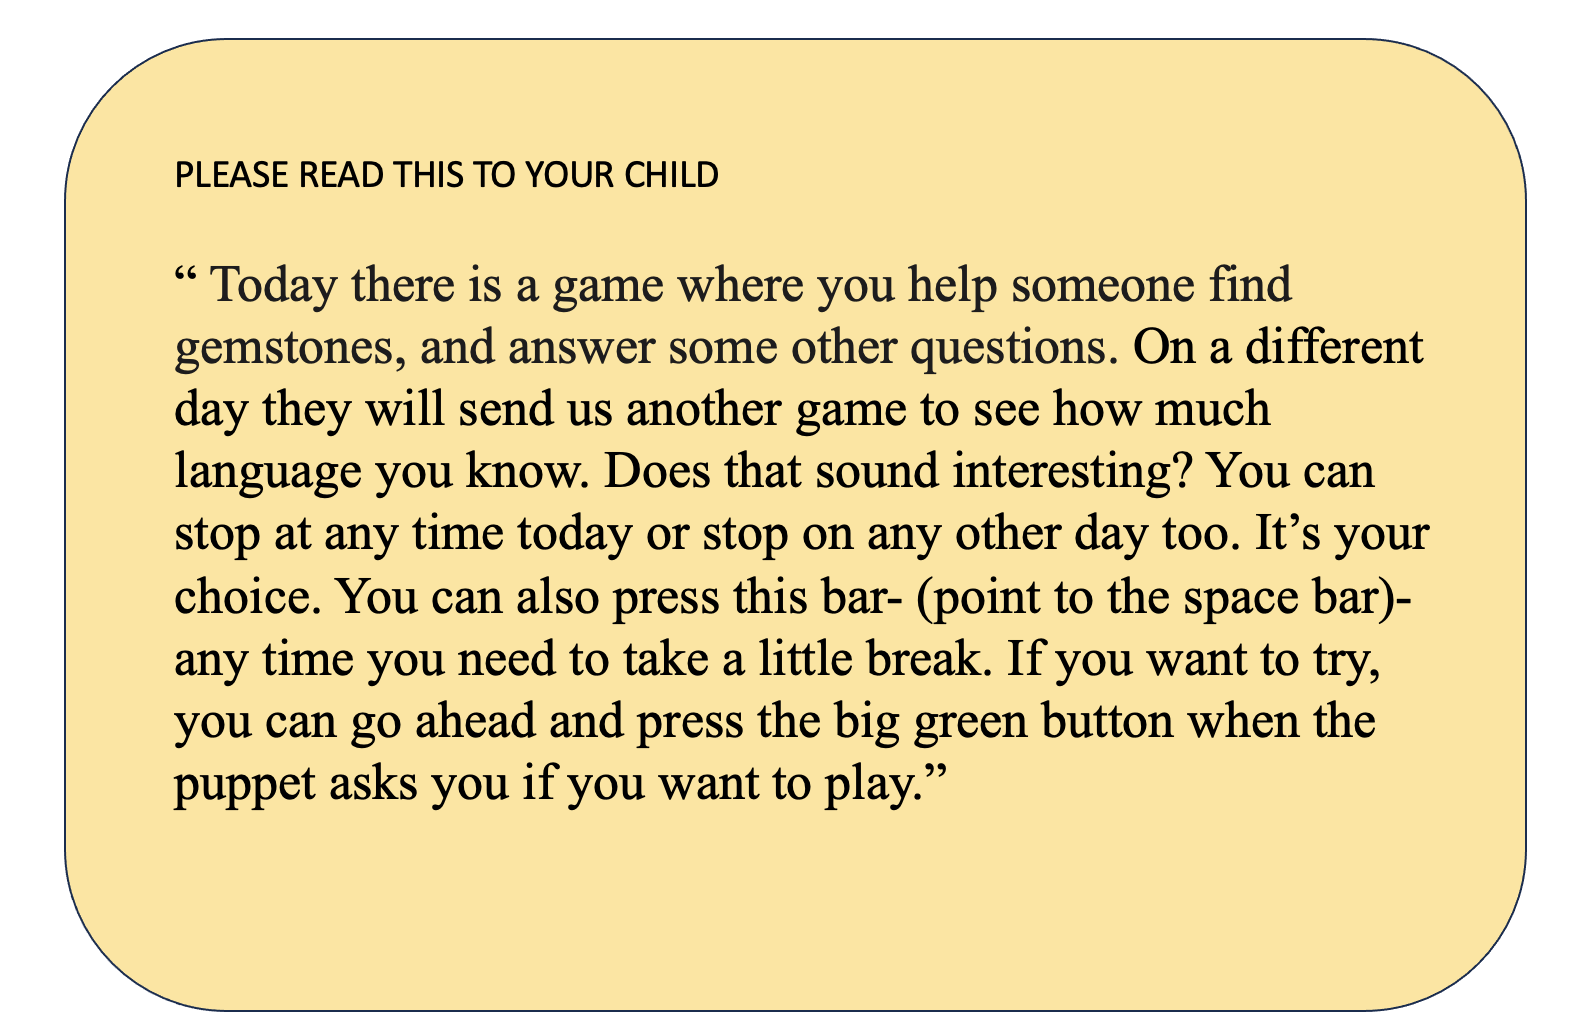 PLEASE READ THIS TO YOUR CHILD
“ Today there is a game where you help someone find
gemstones, and answer some other questions. On a different
day they will send us another game to see how much
language you know. Does that sound interesting? You can
stop at any time today or stop on any other day too. It’s your
choice. You can also press this bar- (point to the space bar)-
any time you need to take a little break. If you want to try,
you can go ahead and press the big green button when the
puppet asks you if you want to play.”